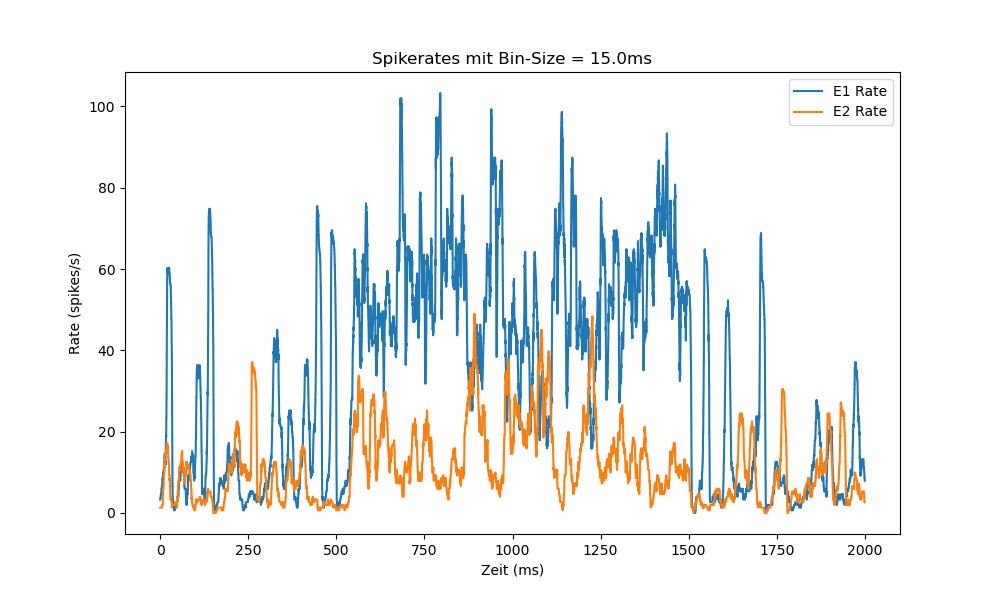 Spikerates mit Bin-Size = 15.0ms
E1 Rate
E2 Rate
100
80
60
40
20
0
Rate (spikes/s)
0 250 500 750 1000 1250 1500 1750 2000
Zeit (ms)